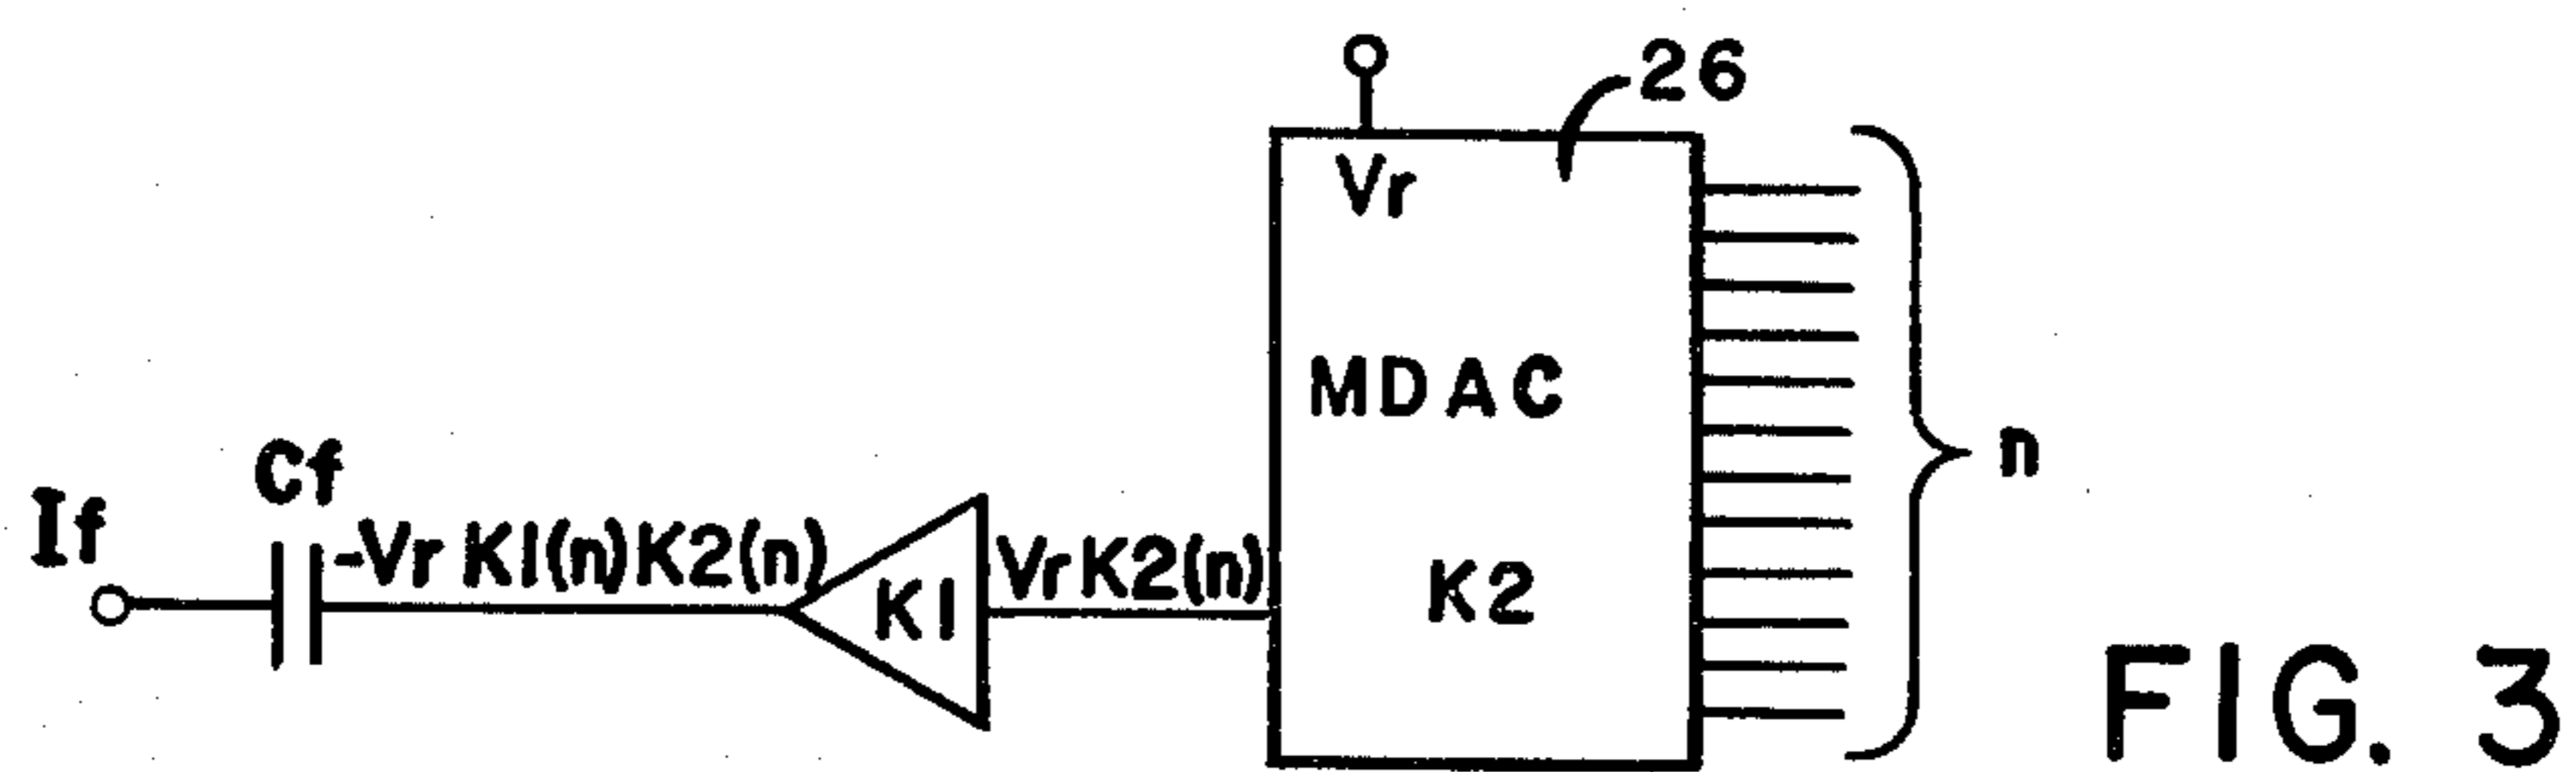 26
Vr
MDAC
n
Cf
If
-Vr K1(n)K2(n)
K1
VrK2(n)
K2
FIG. 3